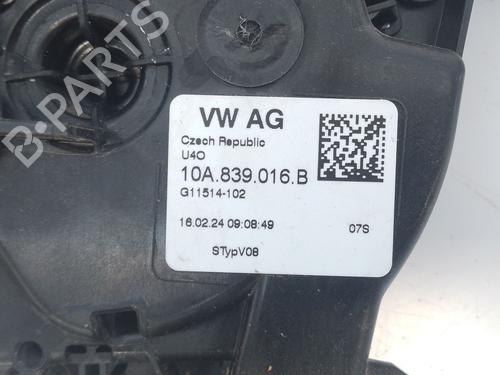 VW AG
Czech Republic
U4O
10A.839.016.B
G11514-102
16.02.24 09:08:49 07S
STypV08
B-PARTS